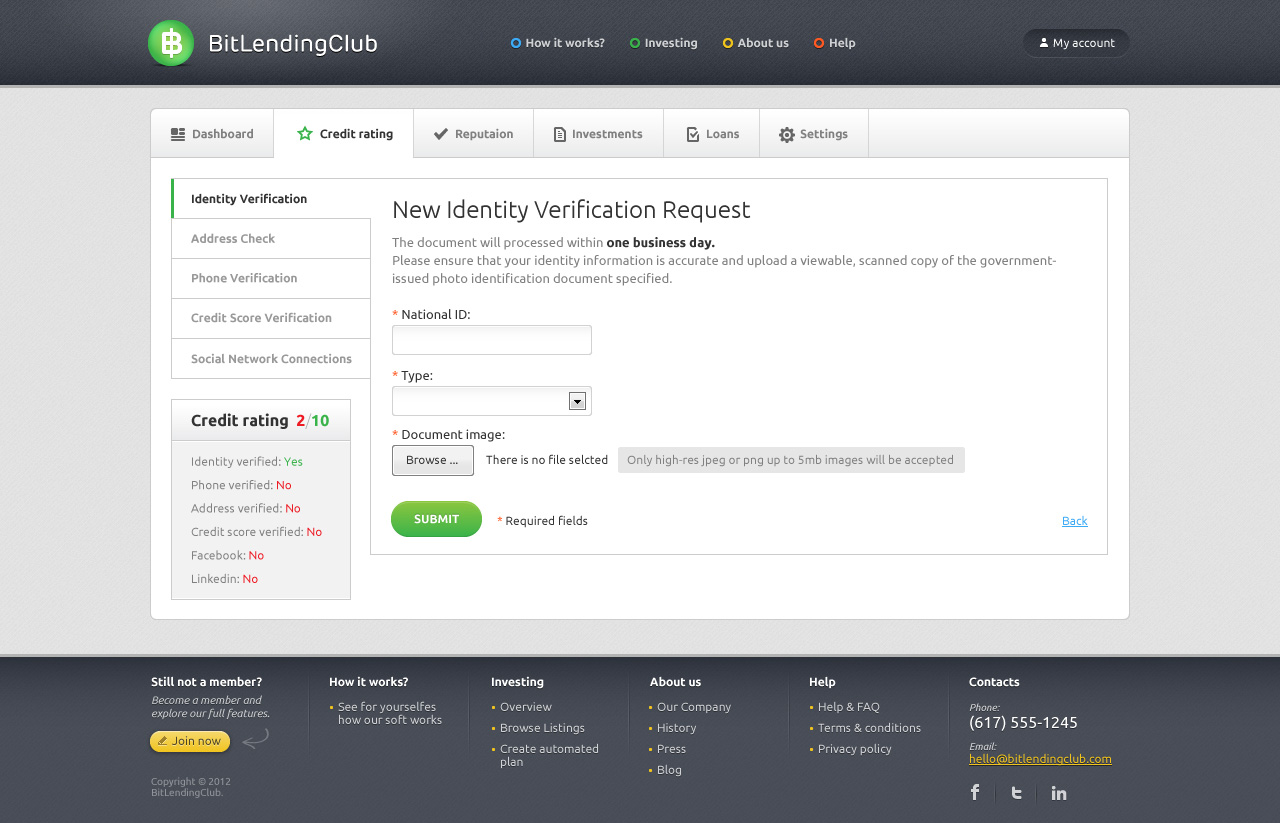 BitLendingClub
How it works?
Investing
About us
Help
My account
Dashboard
Credit rating
Reputaion
Investments
Loans
Settings
Identity Verification
Address Check
Phone Verification
Credit Score Verification
Social Network Connections
Credit rating 2/10
Identity verified: Yes
Phone verified: No
Address verified: No
Credit score verified: No
Facebook: No
Linkedin: No
New Identity Verification Request
The document will processed within one business day.
Please ensure that your identity information is accurate and upload a viewable, scanned copy of the government-
issued photo identification document specified.
* National ID:
* Type:
* Document image:
Browse ...
There is no file selcted
Only high-res jpeg or png up to 5mb images will be accepted
SUBMIT
* Required fields
Back
Still not a member?
Become a member and
explore our full features.
Join now
Copyright © 2012
BitLendingClub.
How it works?
See for yourselfes
how our soft works
Investing
Overview
Browse Listings
Create automated
plan
About us
Our Company
History
Press
Blog
Help
Help & FAQ
Terms & conditions
Privacy policy
Contacts
Phone:
(617) 555-1245
Email:
hello@bitlendingclub.com